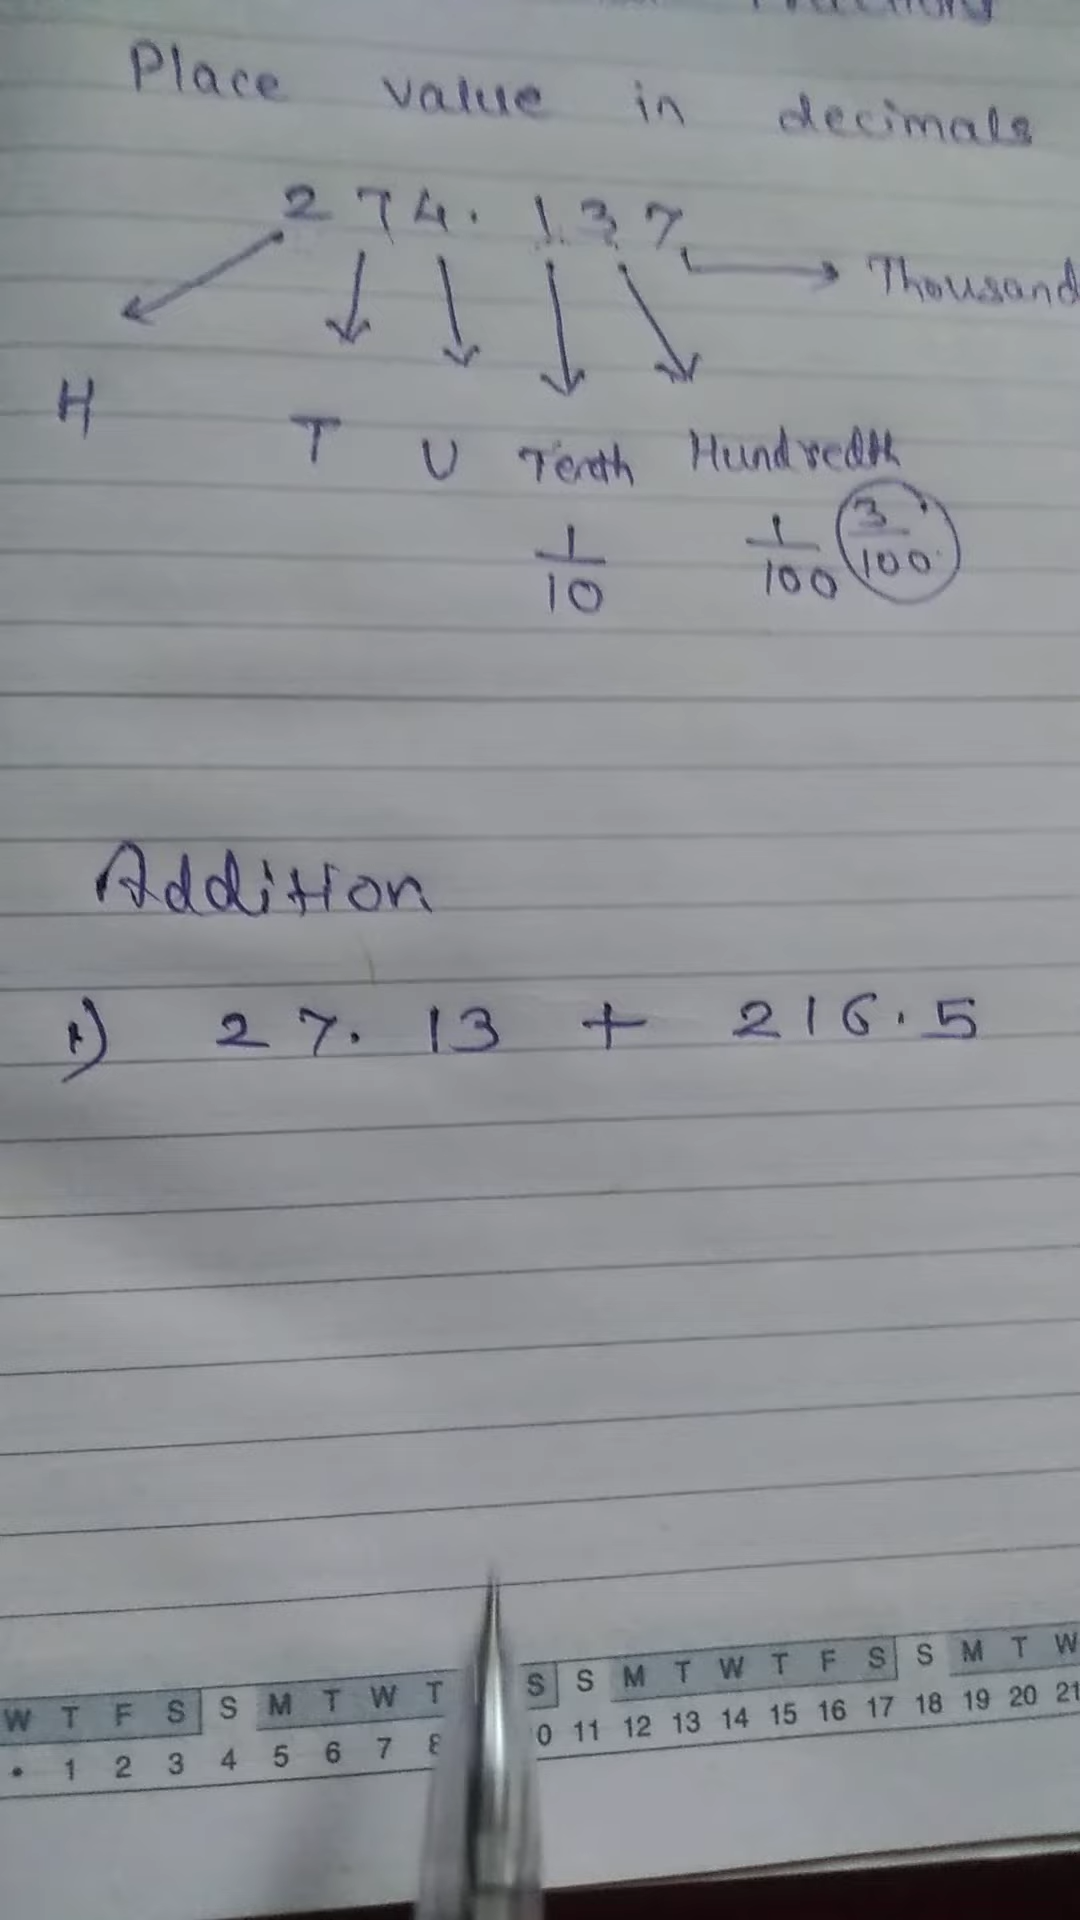 Place value in decimals
274.137
Thousand
H T U Tenth Hundredth
1/10 1/100 3/100
Addition
1) 27.13 + 216.5
W T F S S M T W T S S M T W T F S S M T W
1 2 3 4 5 6 7 8 0 11 12 13 14 15 16 17 18 19 20 21